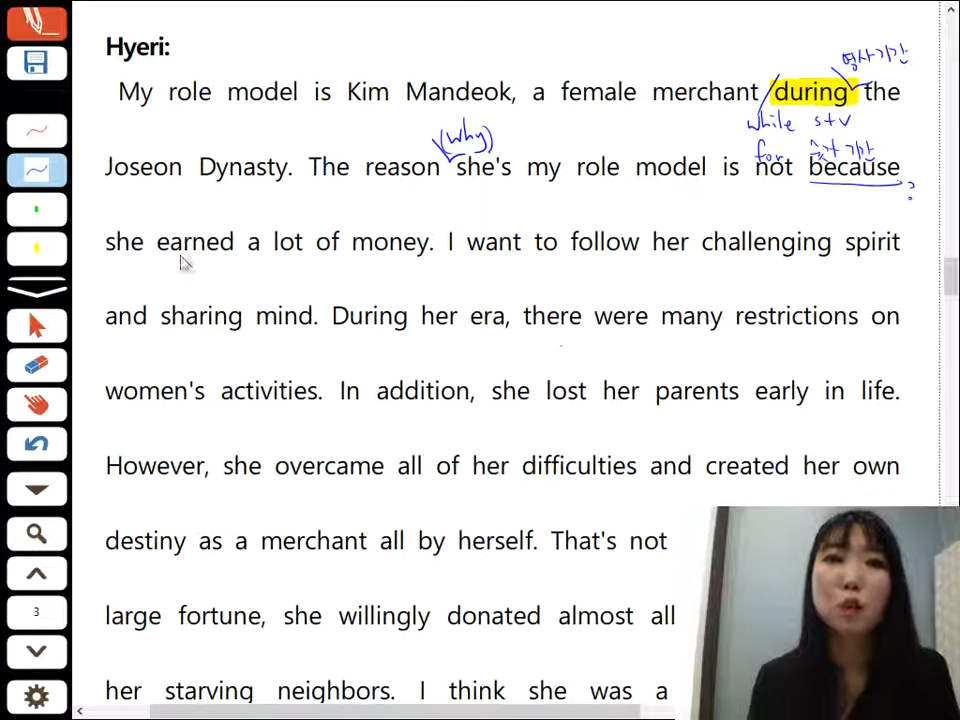 Hyeri:
명사기간
My role model is Kim Mandeok, a female merchant during the
while s+v
(why)
for 숫자 기간
Joseon Dynasty. The reason she's my role model is not because
?
she earned a lot of money. I want to follow her challenging spirit
and sharing mind. During her era, there were many restrictions on
women's activities. In addition, she lost her parents early in life.
However, she overcame all of her difficulties and created her own
destiny as a merchant all by herself. That's not
large fortune, she willingly donated almost all
her starving neighbors. I think she was a
3